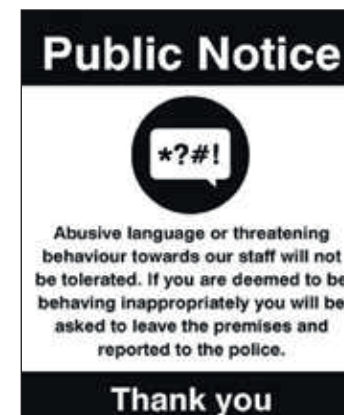 Public Notice
*?#!
Abusive language or threatening
behaviour towards our staff will not
be tolerated. If you are deemed to be
behaving inappropriately you will be
asked to leave the premises and
reported to the police.
Thank you